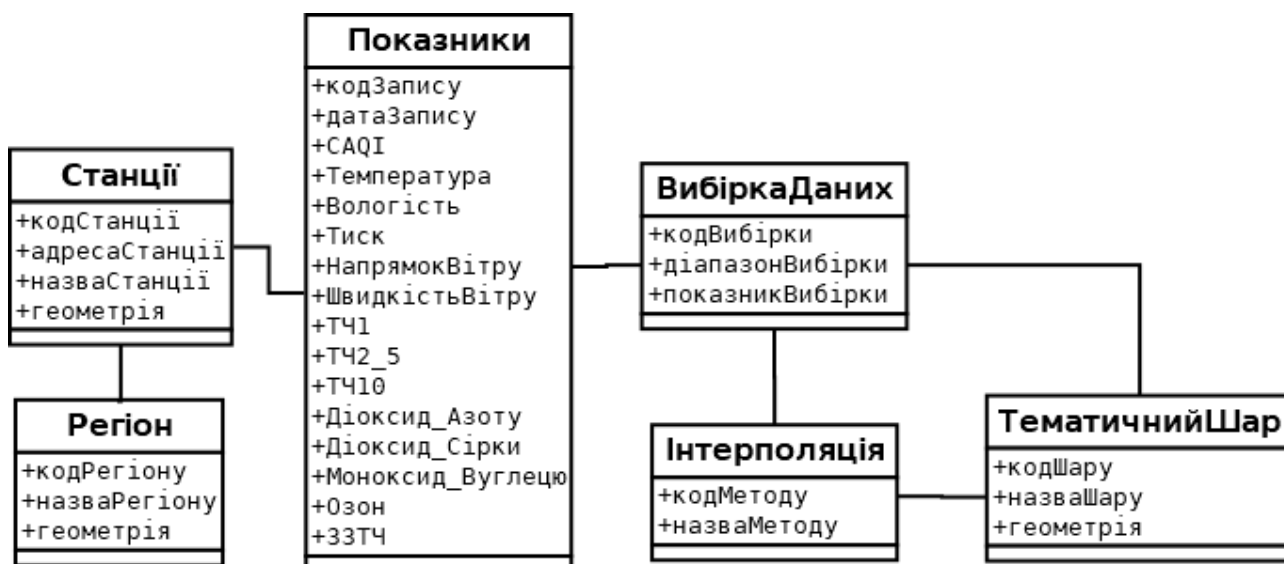 Показники
+кодЗапису
+датаЗапису
+CAQI
+Температура
+Вологість
+Тиск
+НапрямокВітру
+ШвидкістьВітру
+ТЧ1
+ТЧ2_5
+ТЧ10
+Діоксид_Азоту
+Діоксид_Сірки
+Моноксид_Вуглецю
+Озон
+ЗЗТЧ
Станції
+кодСтанції
+адресаСтанції
+назваСтанції
+геометрія
Регіон
+кодРегіону
+назваРегіону
+геометрія
ВибіркаДаних
+кодВибірки
+діапазонВибірки
+показникВибірки
Інтерполяція
+кодМетоду
+назваМетоду
ТематичнийШар
+кодШару
+назваШару
+геометрія